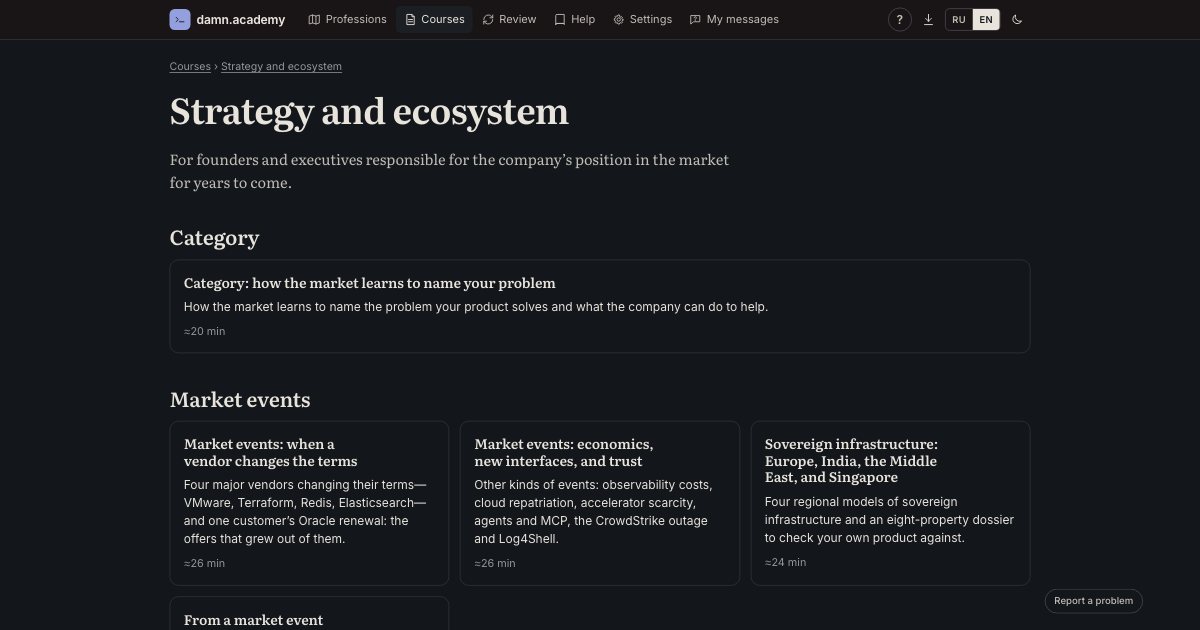 damn.academy Professions Courses Review Help Settings My messages ? RU EN
Courses › Strategy and ecosystem
Strategy and ecosystem
For founders and executives responsible for the company’s position in the market
for years to come.
Category
Category: how the market learns to name your problem
How the market learns to name the problem your product solves and what the company can do to help.
≈20 min
Market events
Market events: when a
vendor changes the terms
Four major vendors changing their terms—
VMware, Terraform, Redis, Elasticsearch—
and one customer’s Oracle renewal: the
offers that grew out of them.
≈26 min
Market events: economics,
new interfaces, and trust
Other kinds of events: observability costs,
cloud repatriation, accelerator scarcity,
agents and MCP, the CrowdStrike outage
and Log4Shell.
≈26 min
Sovereign infrastructure:
Europe, India, the Middle
East, and Singapore
Four regional models of sovereign
infrastructure and an eight-property dossier
to check your own product against.
≈24 min
From a market event
Report a problem